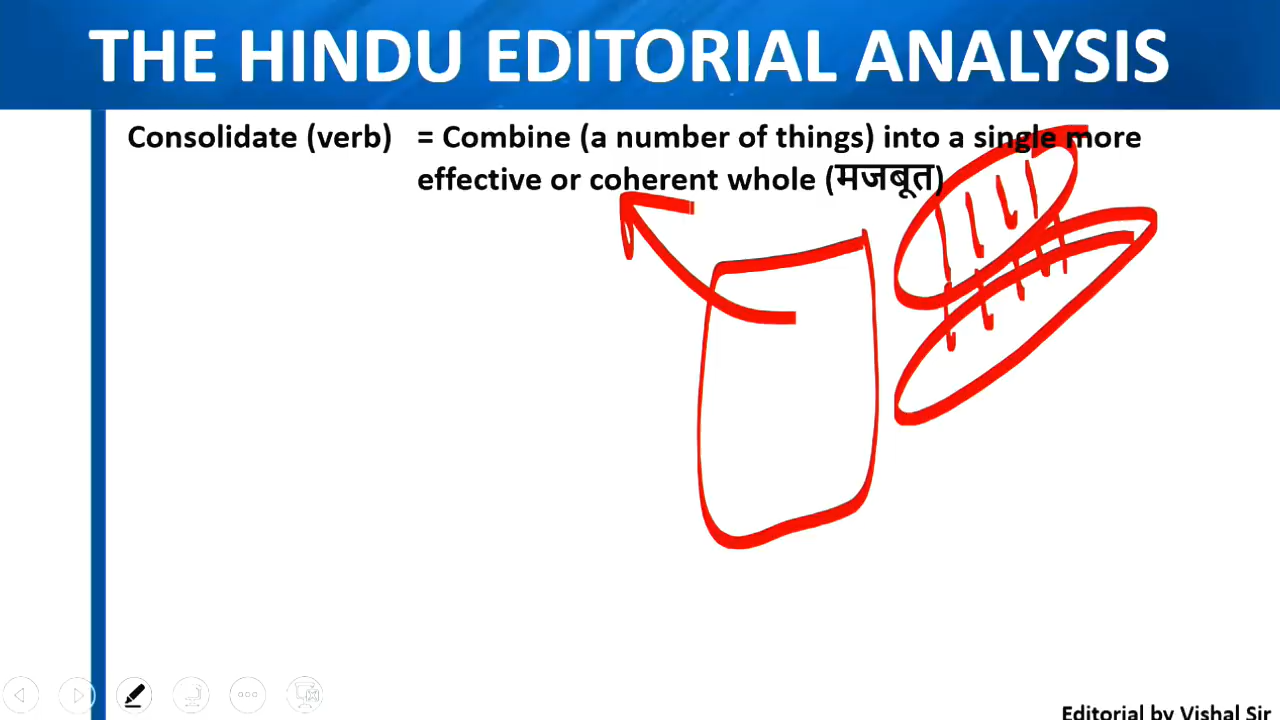 THE HINDU EDITORIAL ANALYSIS
Consolidate (verb) = Combine (a number of things) into a single more
effective or coherent whole (मजबूत)
Editorial by Vishal Sir